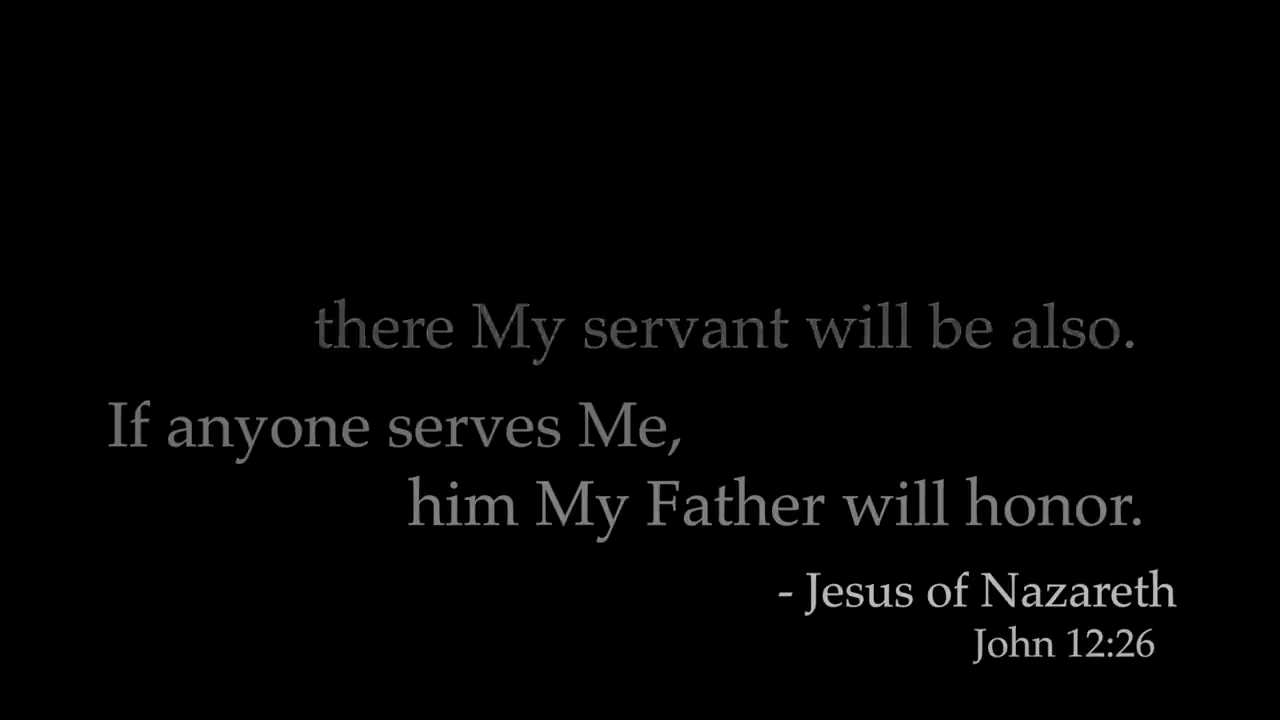 there My servant will be also.
If anyone serves Me,
him My Father will honor.
- Jesus of Nazareth
John 12:26